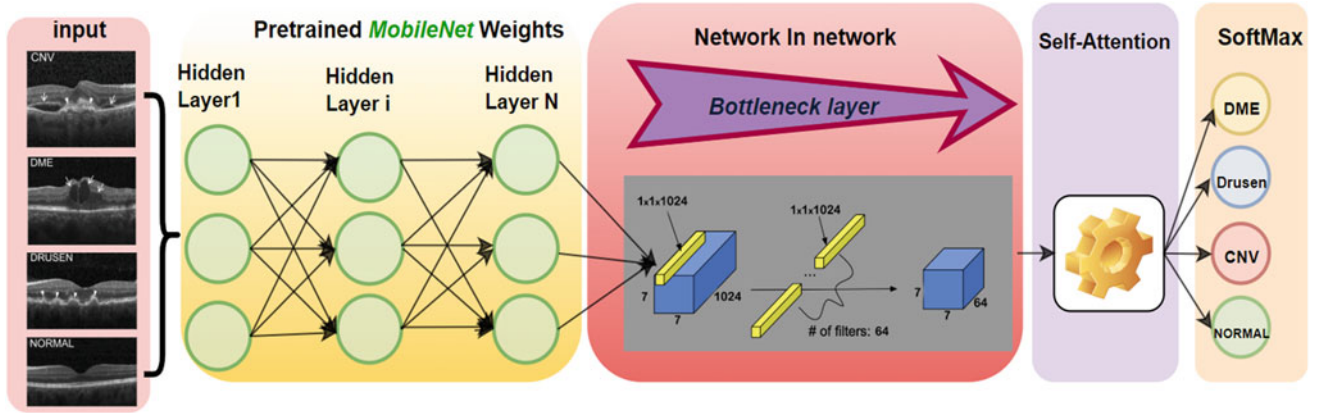 input
CNV
DME
DRUSEN
NORMAL
Pretrained MobileNet Weights
Hidden
Layer1
Hidden
Layer i
Hidden
Layer N
Network In network
Bottleneck layer
1x1x1024
7
7
1024
1x1x1024
...
# of filters: 64
7
7
64
Self-Attention
SoftMax
DME
Drusen
CNV
NORMAL